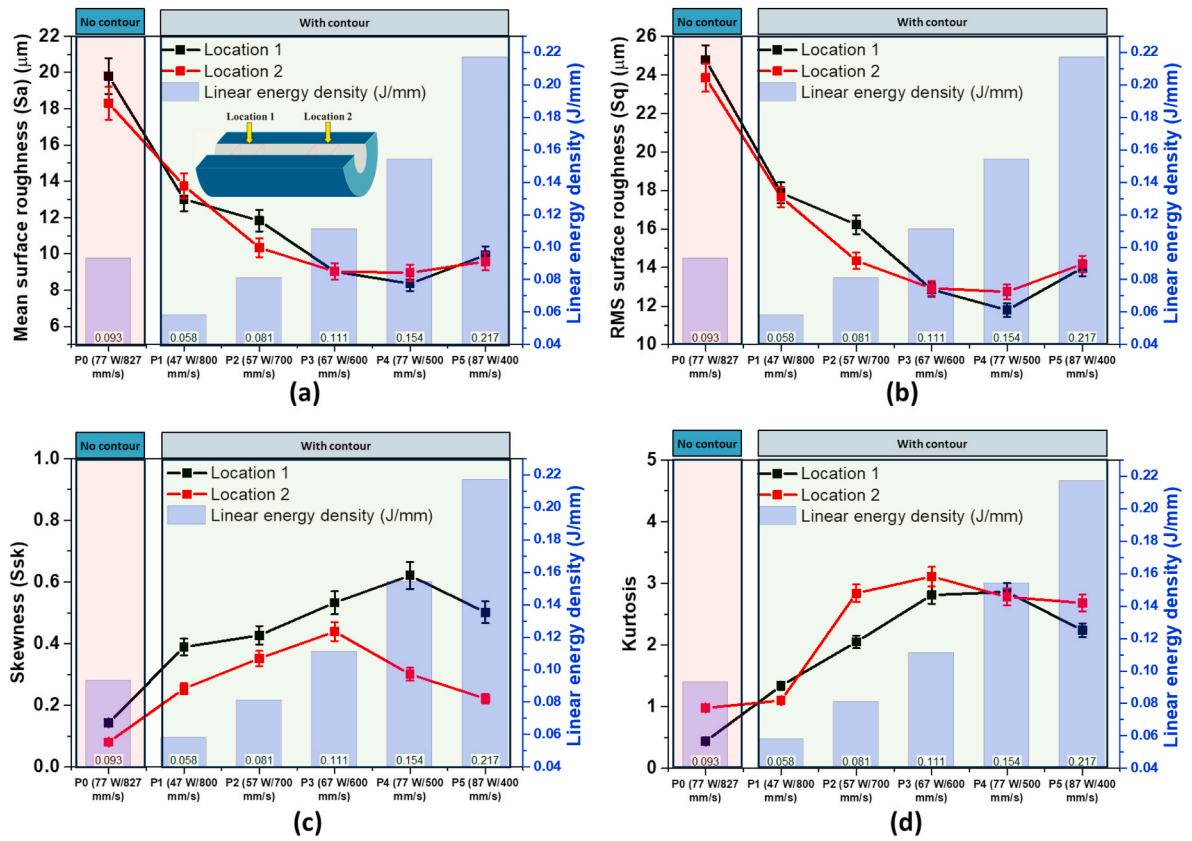 No contour
With contour
Mean surface roughness (Sa) (μm)
22
20
18
16
14
12
10
8
6
Location 1
Location 2
Linear energy density (J/mm)
Location 1
Location 2
0.093
0.058
0.081
0.111
0.154
0.217
0.22
0.20
0.18
0.16
0.14
0.12
0.10
0.08
0.06
0.04
Linear energy density (J/mm)
P0 (77 W/827
mm/s)
P1 (47 W/800
mm/s)
P2 (57 W/700
mm/s)
P3 (67 W/600
mm/s)
P4 (77 W/500
mm/s)
P5 (87 W/400
mm/s)
(a)
No contour
With contour
RMS surface roughness (Sq) (μm)
26
24
22
20
18
16
14
12
10
Location 1
Location 2
Linear energy density (J/mm)
0.093
0.058
0.081
0.111
0.154
0.217
0.22
0.20
0.18
0.16
0.14
0.12
0.10
0.08
0.06
0.04
Linear energy density (J/mm)
P0 (77 W/827
mm/s)
P1 (47 W/800
mm/s)
P2 (57 W/700
mm/s)
P3 (67 W/600
mm/s)
P4 (77 W/500
mm/s)
P5 (87 W/400
mm/s)
(b)
No contour
With contour
Skewness (Ssk)
1.0
0.8
0.6
0.4
0.2
0.0
Location 1
Location 2
Linear energy density (J/mm)
0.093
0.058
0.081
0.111
0.154
0.217
0.22
0.20
0.18
0.16
0.14
0.12
0.10
0.08
0.06
0.04
Linear energy density (J/mm)
P0 (77 W/827
mm/s)
P1 (47 W/800
mm/s)
P2 (57 W/700
mm/s)
P3 (67 W/600
mm/s)
P4 (77 W/500
mm/s)
P5 (87 W/400
mm/s)
(c)
No contour
With contour
Kurtosis
5
4
3
2
1
0
Location 1
Location 2
Linear energy density (J/mm)
0.093
0.058
0.081
0.111
0.154
0.217
0.22
0.20
0.18
0.16
0.14
0.12
0.10
0.08
0.06
0.04
Linear energy density (J/mm)
P0 (77 W/827
mm/s)
P1 (47 W/800
mm/s)
P2 (57 W/700
mm/s)
P3 (67 W/600
mm/s)
P4 (77 W/500
mm/s)
P5 (87 W/400
mm/s)
(d)